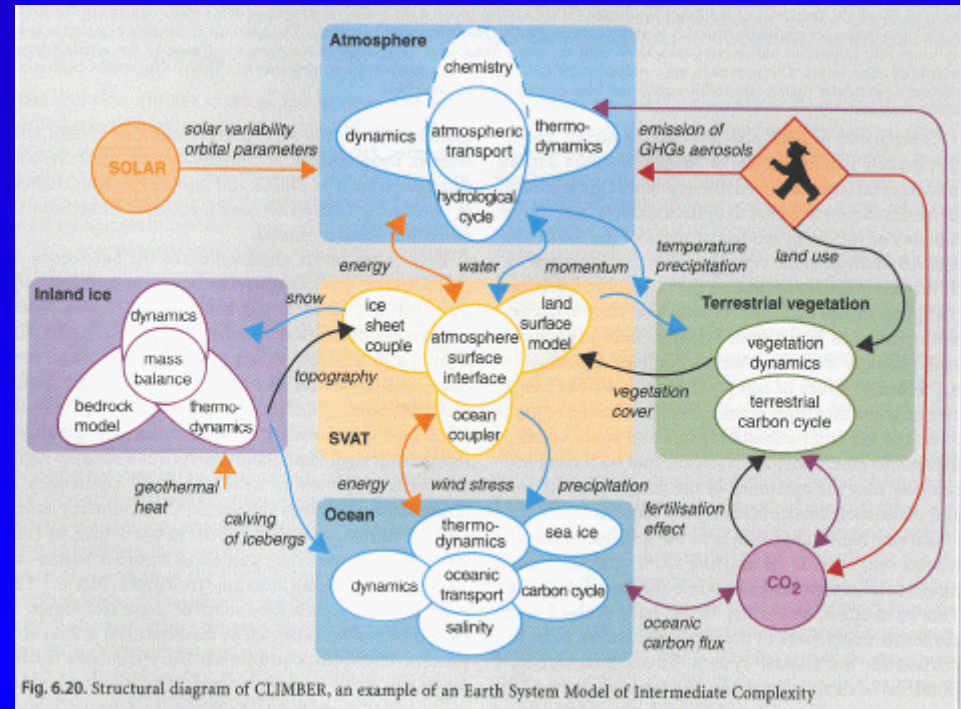 Atmosphere
chemistry
dynamics
atmospheric
transport
thermo-
dynamics
hydrological
cycle
SOLAR
solar variability
orbital parameters
emission of
GHGs aerosols
energy
water
momentum
temperature
precipitation
land use
Inland ice
dynamics
mass
balance
bedrock
model
thermo-
dynamics
snow
topography
ice
sheet
couple
atmosphere
surface
interface
land
surface
model
ocean
coupler
SVAT
Terrestrial vegetation
vegetation
dynamics
terrestrial
carbon cycle
vegetation
cover
geothermal
heat
calving
of icebergs
energy
wind stress
precipitation
fertilisation
effect
Ocean
thermo-
dynamics
sea ice
dynamics
oceanic
transport
carbon cycle
salinity
oceanic
carbon flux
CO₂
Fig. 6.20. Structural diagram of CLIMBER, an example of an Earth System Model of Intermediate Complexity